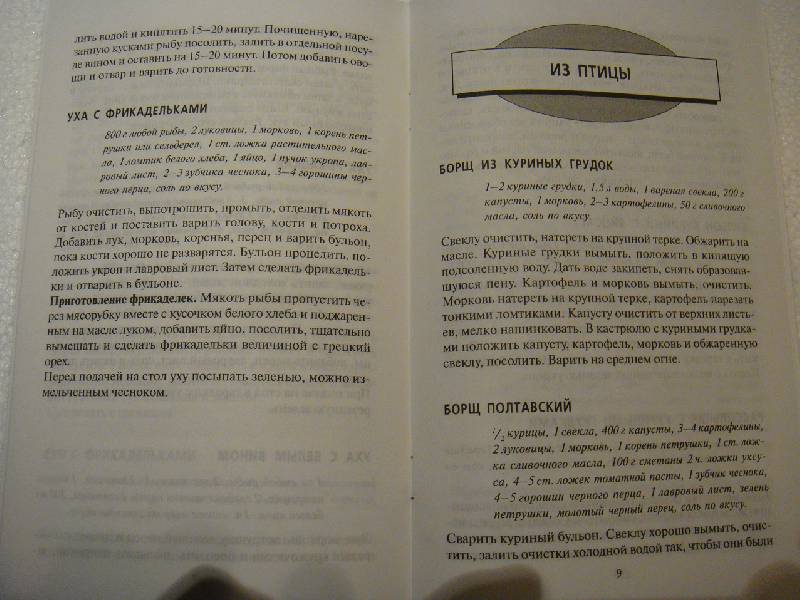 лить водой и кипятить 15—20 минут. Почищенную, наре-
занную кусками рыбу посолить, залить в отдельной посу-
де вином и оставить на 15—20 минут. Потом добавить ово-
щи и отвар и варить до готовности.
УХА С ФРИКАДЕЛЬКАМИ
800 г любой рыбы, 2 луковицы, 1 морковь, 1 корень пет-
рушки или сельдерея, 1 ст. ложка растительного мас-
ла, 1 ломтик белого хлеба, 1 яйцо, 1 пучок укропа, лав-
ровый лист, 2—3 зубчика чеснока, 3—4 горошины чер-
ного перца, соль по вкусу.
Рыбу очистить, выпотрошить, промыть, отделить мякоть
от костей и поставить варить голову, кости и потроха.
Добавить лук, морковь, коренья, перец и варить бульон,
пока кости хорошо не разварятся. Бульон процедить, по-
ложить укроп и лавровый лист. Затем сделать фрикадель-
ки и отварить в бульоне.
Приготовление фрикаделек. Мякоть рыбы пропустить че-
рез мясорубку вместе с кусочком белого хлеба и поджарен-
ным на масле луком, добавить яйцо, посолить, тщательно
вымешать и сделать фрикадельки величиной с грецкий
орех.
Перед подачей на стол уху посыпать зеленью, можно из-
мельченным чесноком.
ИЗ ПТИЦЫ
БОРЩ ИЗ КУРИНЫХ ГРУДОК
1—2 куриные грудки, 1,5 л воды, 1 вареная свекла, 200 г
капусты, 1 морковь, 2—3 картофелины, 50 г сливочного
масла, соль по вкусу.
Свеклу очистить, натереть на крупной терке. Обжарить на
масле. Куриные грудки вымыть, положить в кипящую
подсоленную воду. Дать воде закипеть, снять образовав-
шуюся пену. Картофель и морковь вымыть, очистить.
Морковь натереть на крупной терке, картофель нарезать
тонкими ломтиками. Капусту очистить от верхних листь-
ев, мелко нашинковать. В кастрюлю с куриными грудка-
ми положить капусту, картофель, морковь и обжаренную
свеклу, посолить. Варить на среднем огне.
БОРЩ ПОЛТАВСКИЙ
1/2 курицы, 1 свекла, 400 г капусты, 3—4 картофелины,
2 луковицы, 1 морковь, 1 корень петрушки, 1 ст. лож-
ка сливочного масла, 100 г сметаны 2 ч. ложки уксу-
са, 4—5 ст. ложек томатной пасты, 1 зубчик чеснока,
4—5 горошин черного перца, 1 лавровый лист, зелень
петрушки, молотый черный перец, соль по вкусу.
Сварить куриный бульон. Свеклу хорошо вымыть, очис-
тить, залить очистки холодной водой так, чтобы они были
9